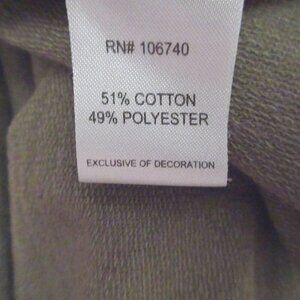 RN# 106740
51% COTTON
49% POLYESTER
EXCLUSIVE OF DECORATION